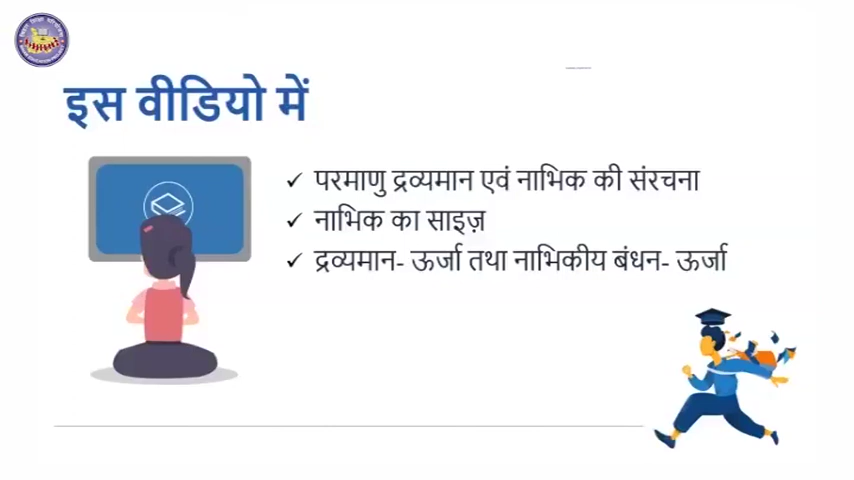 इस वीडियो में
✓ परमाणु द्रव्यमान एवं नाभिक की संरचना
✓ नाभिक का साइज़
✓ द्रव्यमान- ऊर्जा तथा नाभिकीय बंधन- ऊर्जा